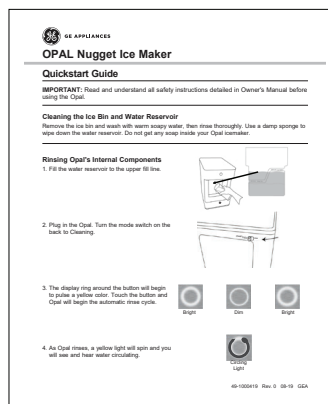 GE APPLIANCES
OPAL Nugget Ice Maker
Quickstart Guide
IMPORTANT: Read and understand all safety instructions detailed in Owner's Manual before
using the Opal.
Cleaning the Ice Bin and Water Reservoir
Remove the ice bin and wash with warm soapy water, then rinse thoroughly. Use a damp sponge to
wipe down the water reservoir. Do not get any soap inside your Opal icemaker.
Rinsing Opal's Internal Components
1. Fill the water reservoir to the upper fill line.
2. Plug in the Opal. Turn the mode switch on the
back to Cleaning.
3. The display ring around the button will begin
to pulse a yellow color. Touch the button and
Opal will begin the automatic rinse cycle.
Bright Dim Bright
4. As Opal rinses, a yellow light will spin and you
will see and hear water circulating.
Circling
Light
49-1000419 Rev. 0 08-19 GEA